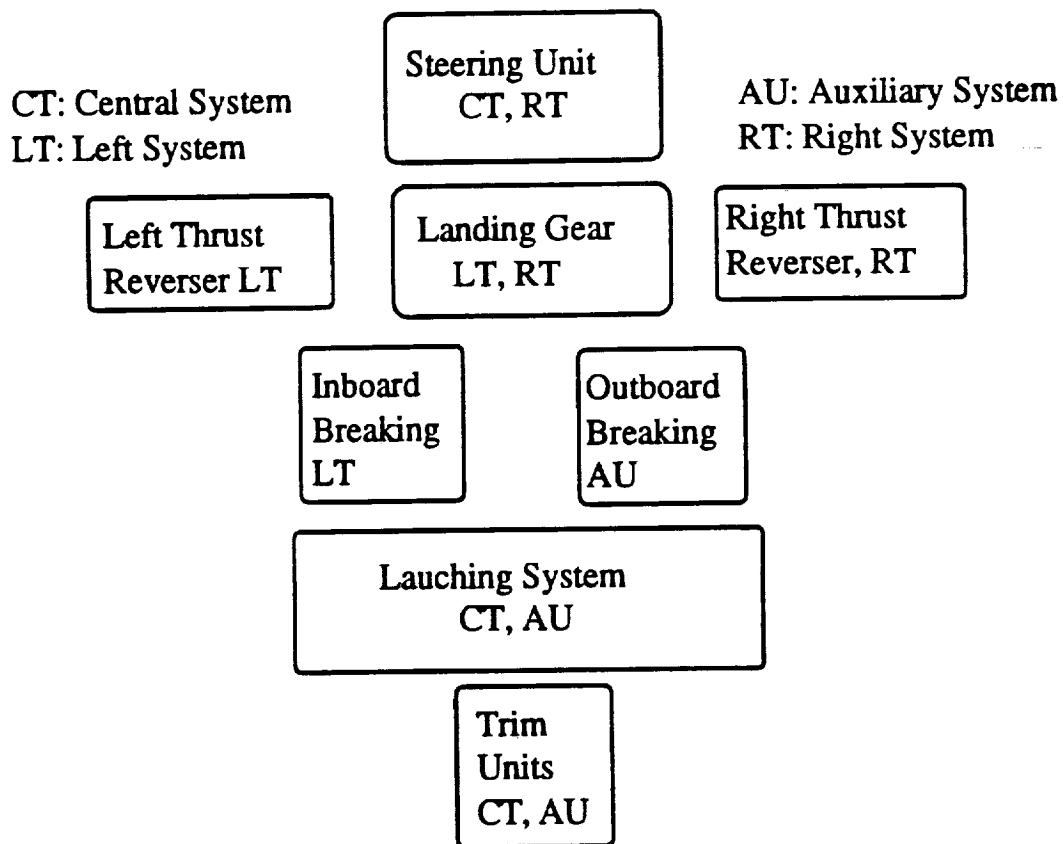 Steering Unit
CT, RT
CT: Central System
LT: Left System
AU: Auxiliary System
RT: Right System
Left Thrust
Reverser LT
Landing Gear
LT, RT
Right Thrust
Reverser, RT
Inboard
Breaking
LT
Outboard
Breaking
AU
Lauching System
CT, AU
Trim
Units
CT, AU